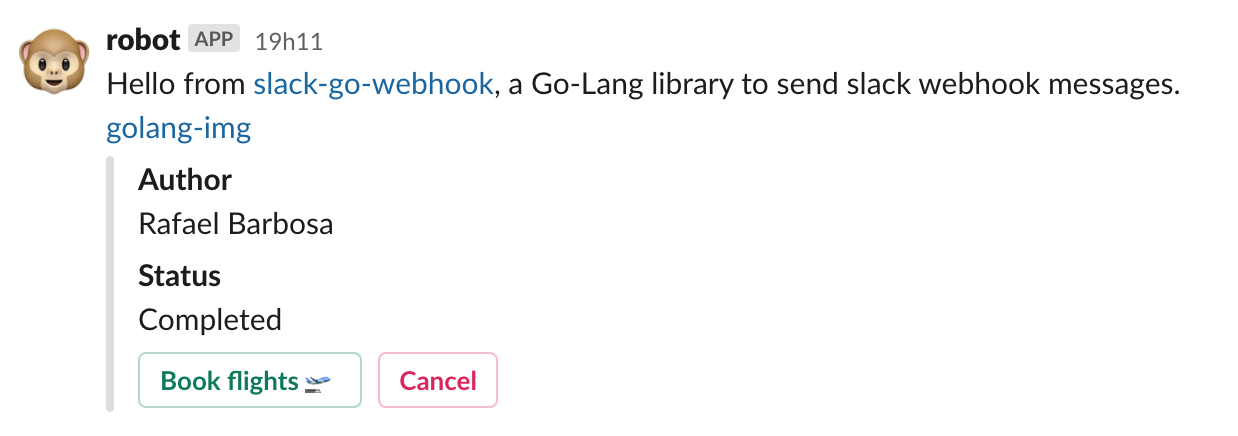 robot APP 19h11
Hello from slack-go-webhook, a Go-Lang library to send slack webhook messages.
golang-img
Author
Rafael Barbosa
Status
Completed
Book flights 🛫 Cancel